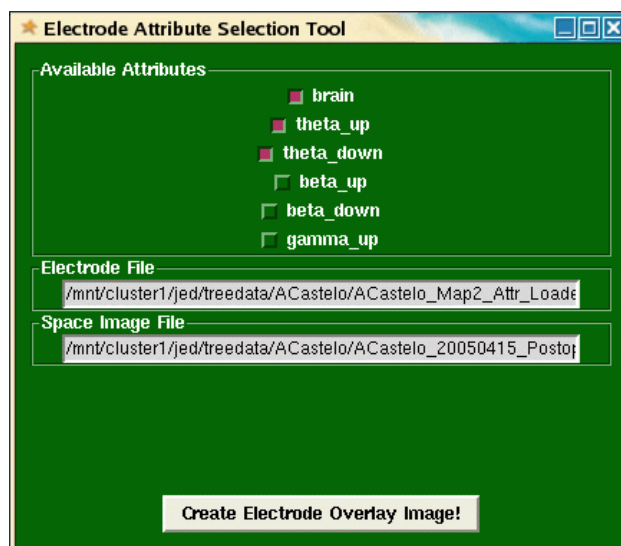 Electrode Attribute Selection Tool
Available Attributes
brain
theta_up
theta_down
beta_up
beta_down
gamma_up
Electrode File
/mnt/cluster1/jed/treedata/ACastelo/ACastelo_Map2_Attr_Loade
Space Image File
/mnt/cluster1/jed/treedata/ACastelo/ACastelo_20050415_Postop
Create Electrode Overlay Image!